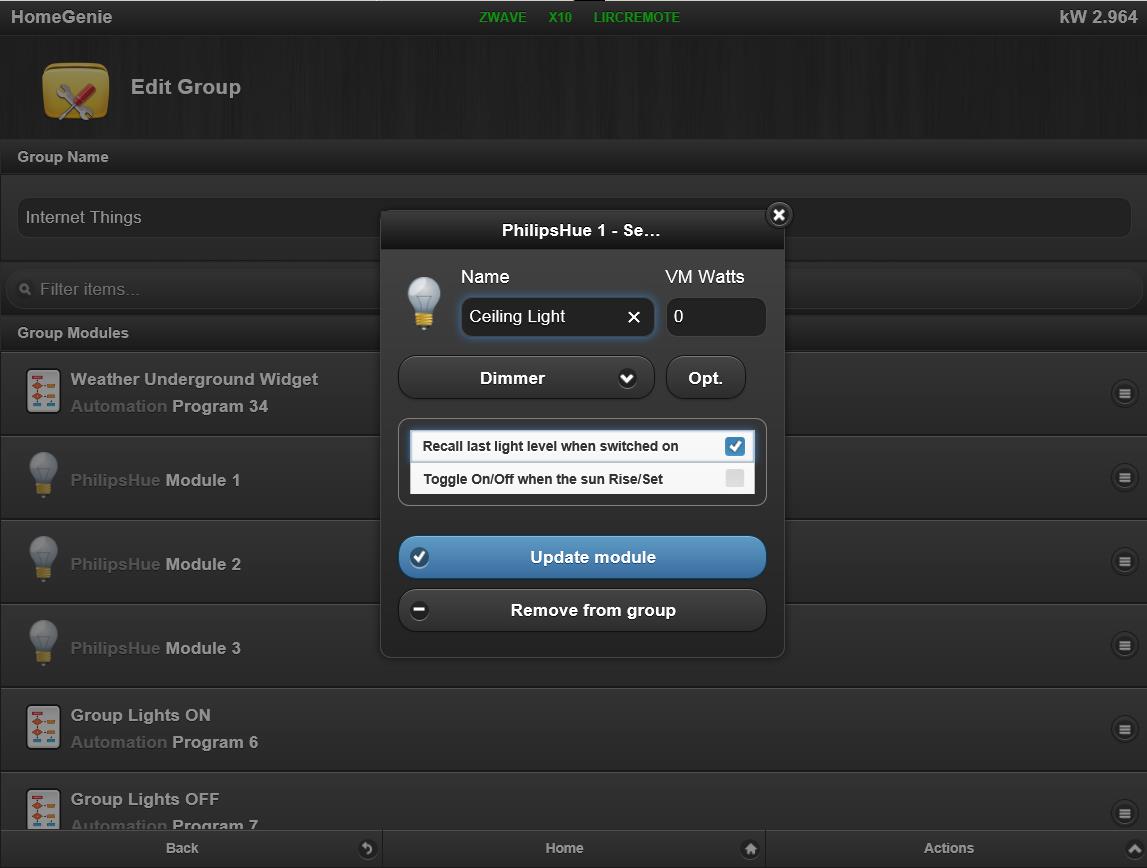 HomeGenie
ZWAVE X10 LIRCREMOTE
kW 2.964
Edit Group
Group Name
Internet Things
Filter items...
Group Modules
Weather Underground Widget
Automation Program 34
PhilipsHue Module 1
PhilipsHue Module 2
PhilipsHue Module 3
Group Lights ON
Automation Program 6
Group Lights OFF
Automation Program 7
PhilipsHue 1 - Se...
Name VM Watts
Ceiling Light 0
Dimmer Opt.
Recall last light level when switched on
Toggle On/Off when the sun Rise/Set
Update module
Remove from group
Back Home Actions